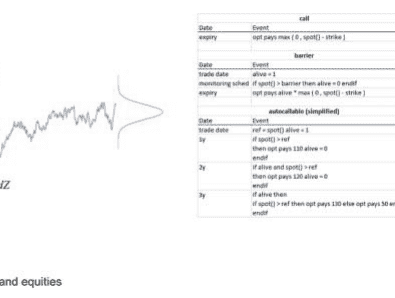 call
Date Event
expiry opt pays max ( 0 , spot() - strike )
barrier
Date Event
trade date alive = 1
monitoring sched if spot() > barrier then alive = 0 endif
expiry opt pays alive * max ( 0, spot() - strike )
autocallable (simplified)
Date Event
trade date ref = spot() alive = 1
1y if spot() > ref
then opt pays 110 alive = 0
endif
2y if alive and spot() > ref
then opt pays 120 alive = 0
endif
3y if alive then
if spot() > ref then opt pays 130 else opt pays 50 en
endif
dZ
and equities